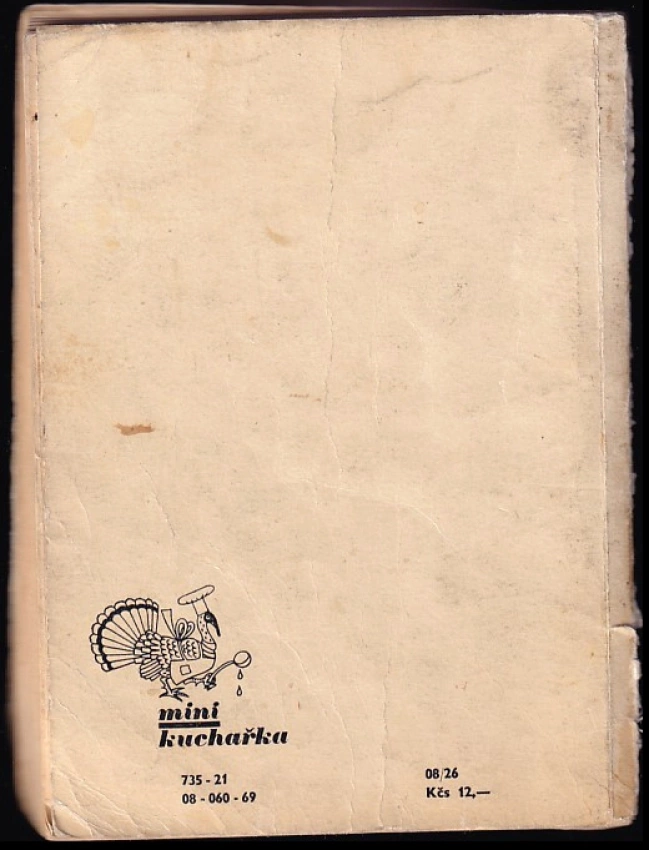 mini
kuchařka
735 - 21
08 - 060 - 69
08/26
Kčs 12,—